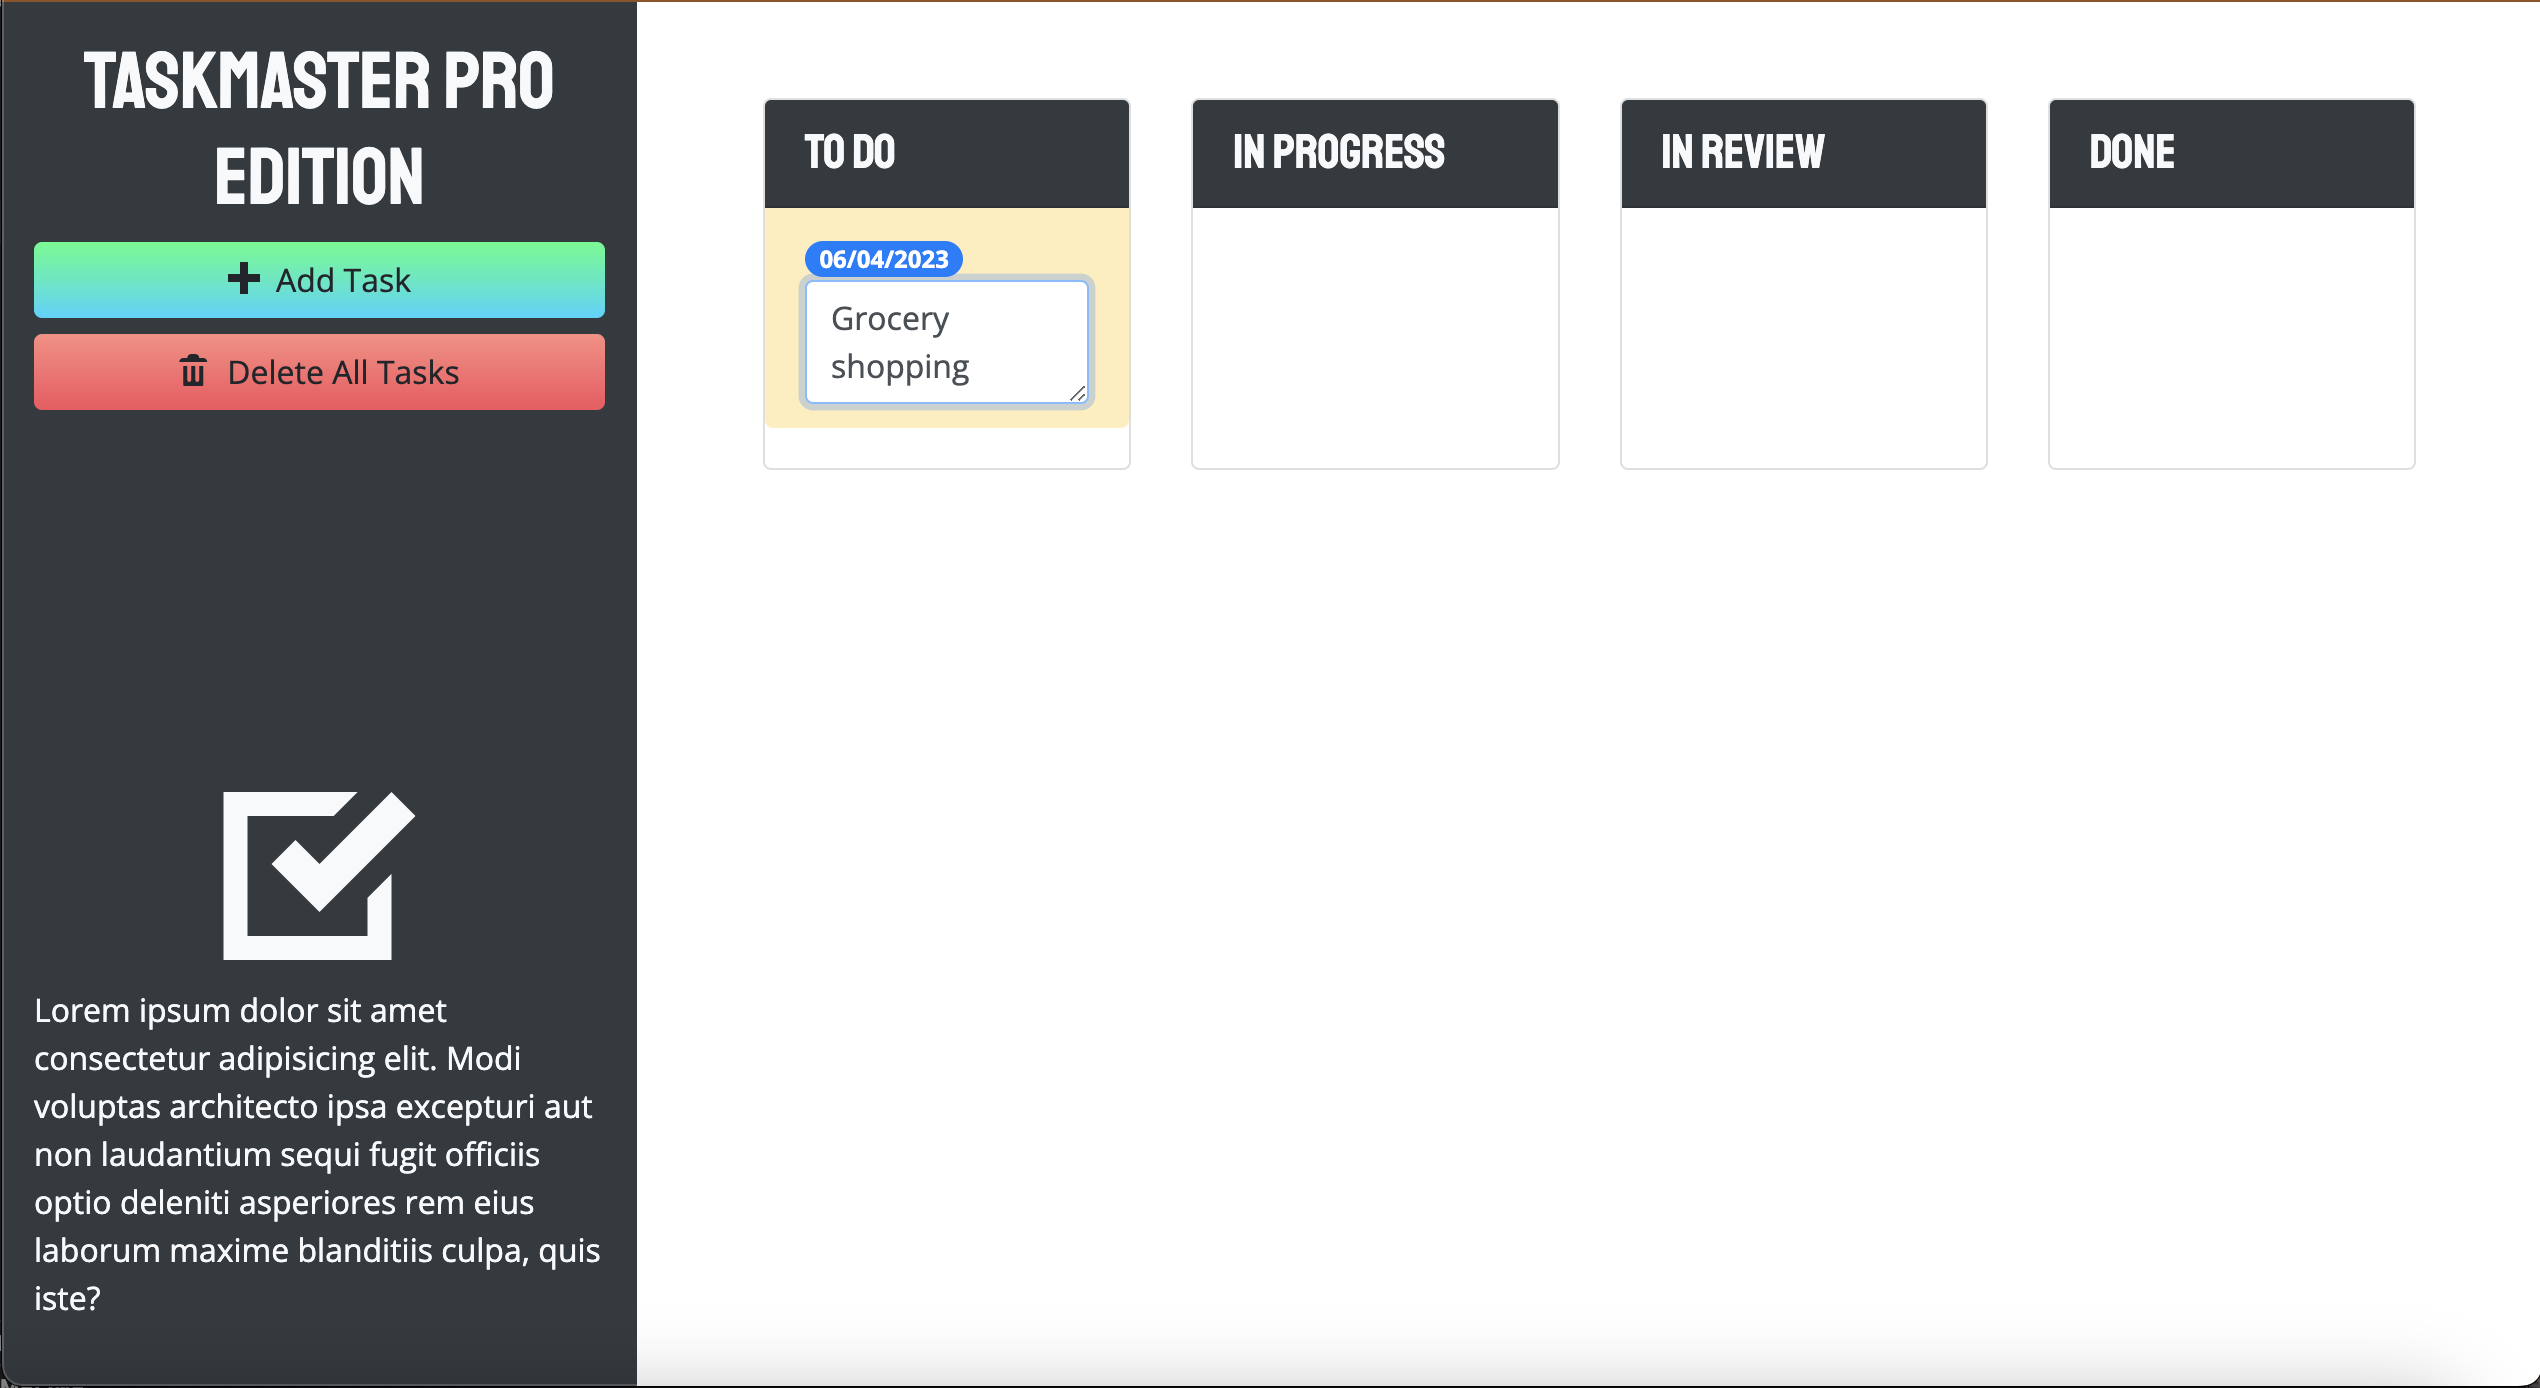 TASKMASTER PRO
EDITION
Add Task
Delete All Tasks
Lorem ipsum dolor sit amet
consectetur adipisicing elit. Modi
voluptas architecto ipsa excepturi aut
non laudantium sequi fugit officiis
optio deleniti asperiores rem eius
laborum maxime blanditiis culpa, quis
iste?
TO DO
06/04/2023
Grocery
shopping
IN PROGRESS
IN REVIEW
DONE